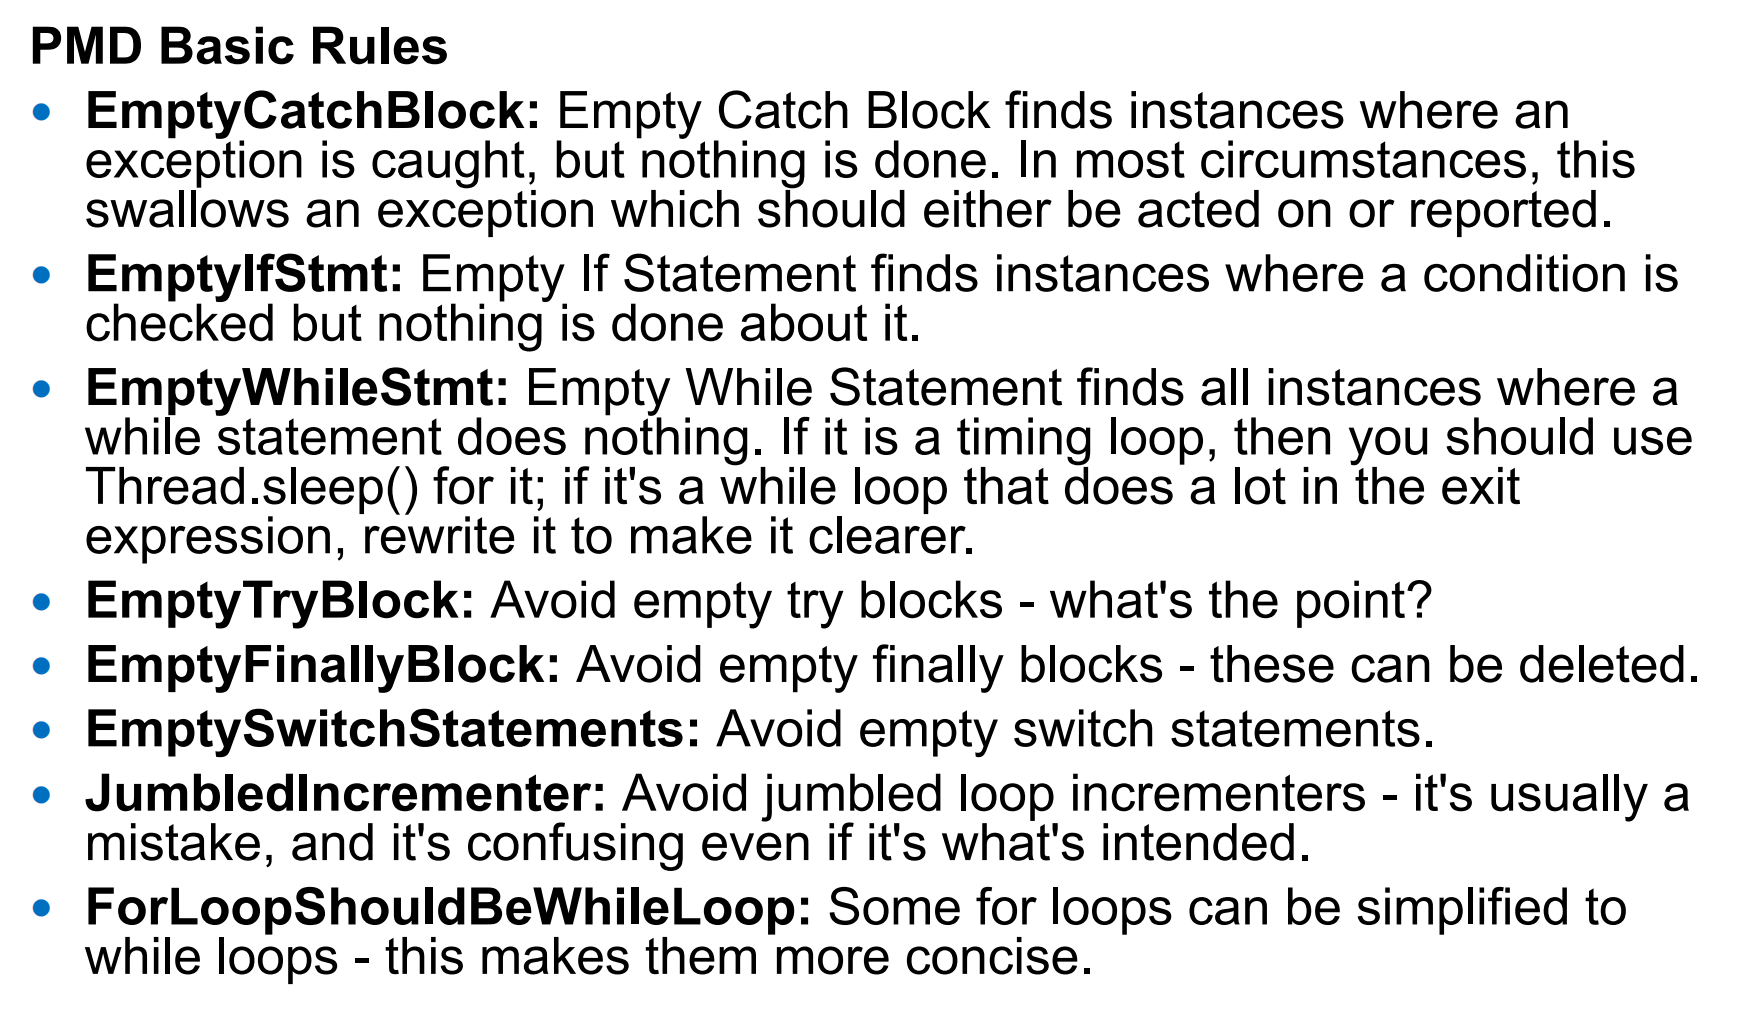 PMD Basic Rules
• EmptyCatchBlock: Empty Catch Block finds instances where an
exception is caught, but nothing is done. In most circumstances, this
swallows an exception which should either be acted on or reported.
• EmptyIfStmt: Empty If Statement finds instances where a condition is
checked but nothing is done about it.
• EmptyWhileStmt: Empty While Statement finds all instances where a
while statement does nothing. If it is a timing loop, then you should use
Thread.sleep() for it; if it's a while loop that does a lot in the exit
expression, rewrite it to make it clearer.
• EmptyTryBlock: Avoid empty try blocks - what's the point?
• EmptyFinallyBlock: Avoid empty finally blocks - these can be deleted.
• EmptySwitchStatements: Avoid empty switch statements.
• JumbledIncrementer: Avoid jumbled loop incrementers - it's usually a
mistake, and it's confusing even if it's what's intended.
• ForLoopShouldBeWhileLoop: Some for loops can be simplified to
while loops - this makes them more concise.